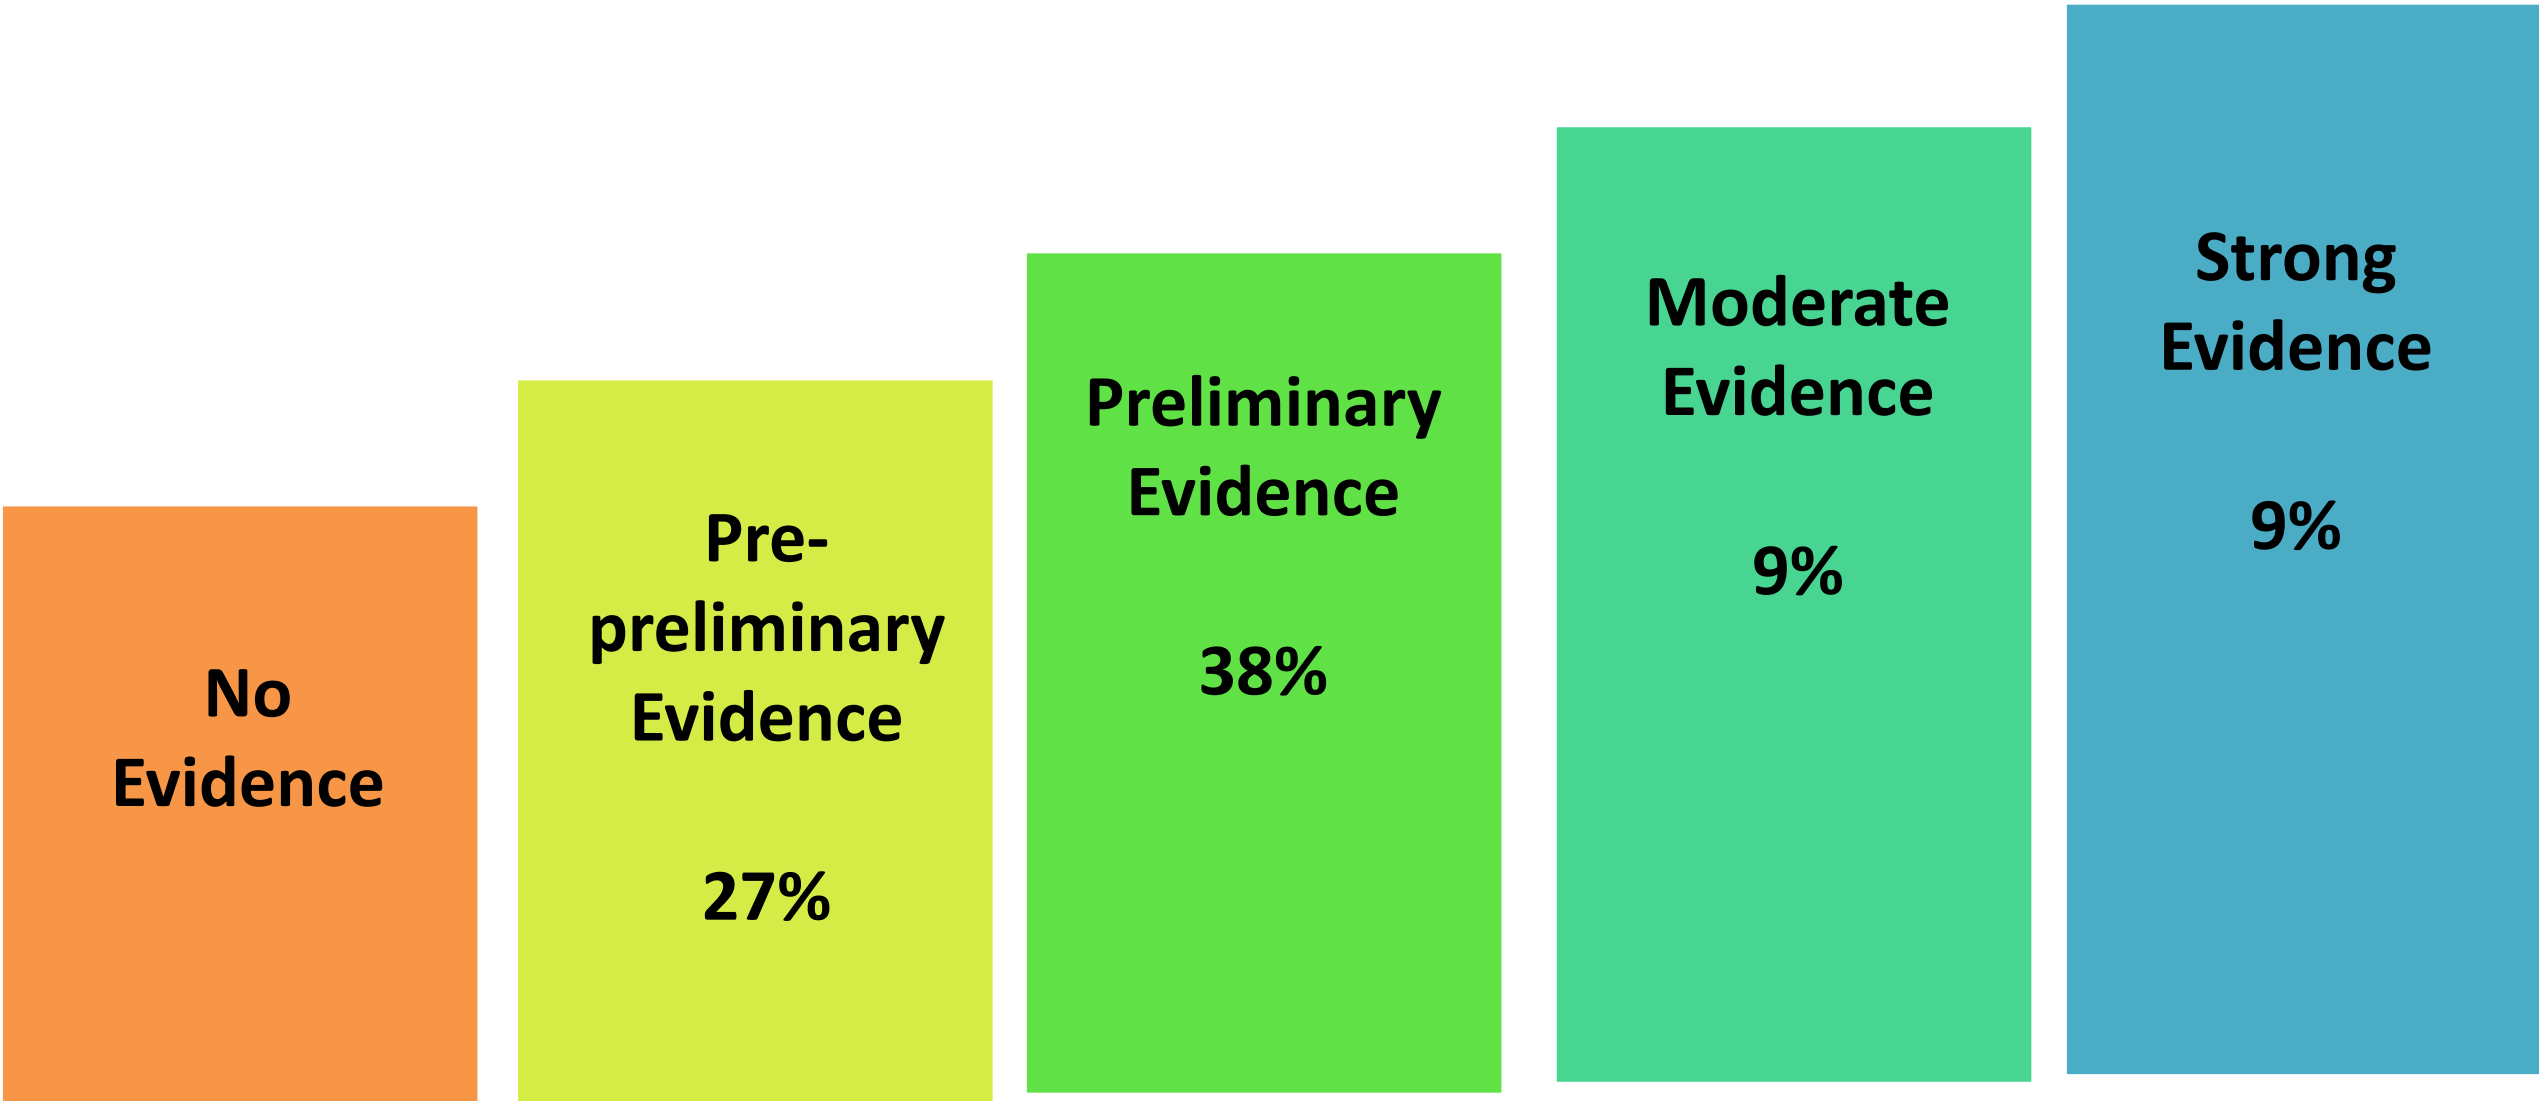 No
Evidence
Pre-
preliminary
Evidence
27%
Preliminary
Evidence
38%
Moderate
Evidence
9%
Strong
Evidence
9%